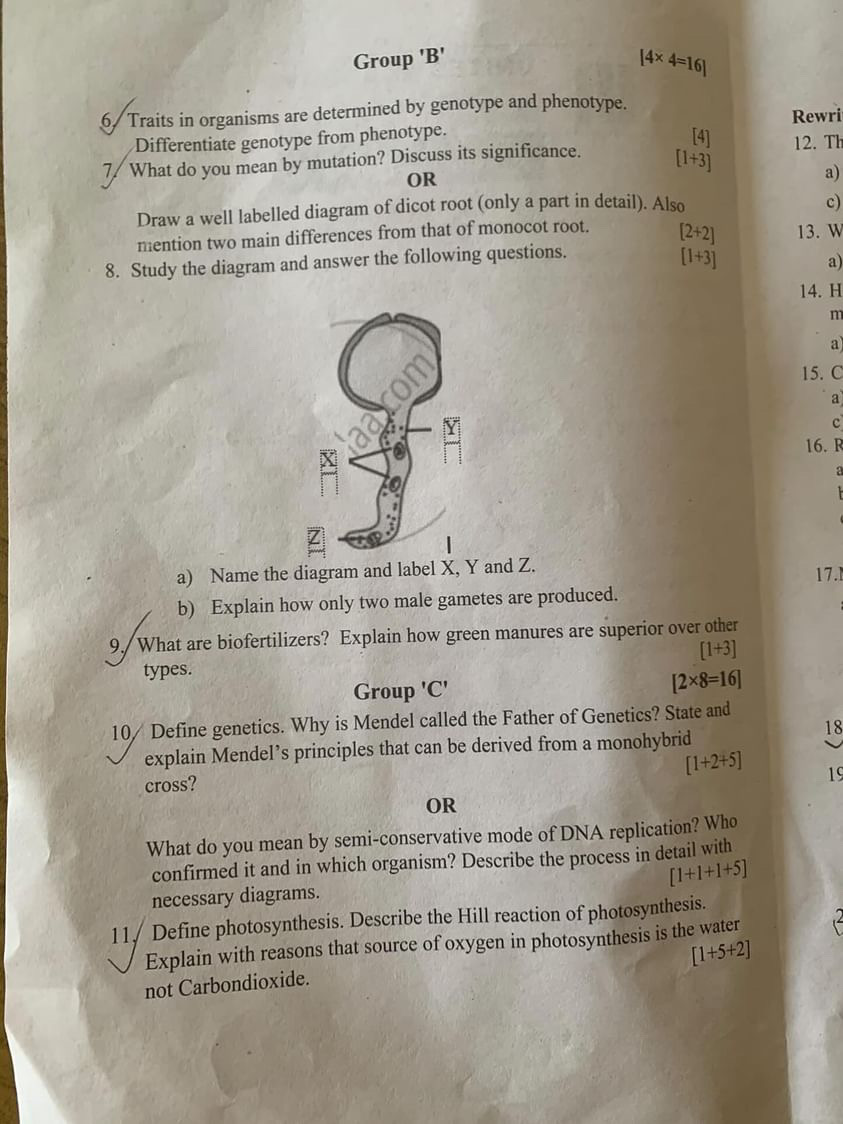 Group 'B'
[4× 4=16]
6. Traits in organisms are determined by genotype and phenotype.
Differentiate genotype from phenotype.
[4]
7. What do you mean by mutation? Discuss its significance.
[1+3]
OR
Draw a well labelled diagram of dicot root (only a part in detail). Also
mention two main differences from that of monocot root.
[2+2]
8. Study the diagram and answer the following questions.
[1+3]
Y
X
Z
a) Name the diagram and label X, Y and Z.
b) Explain how only two male gametes are produced.
9. What are biofertilizers? Explain how green manures are superior over other
types.
[1+3]
Group 'C'
[2×8=16]
10. Define genetics. Why is Mendel called the Father of Genetics? State and
explain Mendel's principles that can be derived from a monohybrid
cross?
[1+2+5]
OR
What do you mean by semi-conservative mode of DNA replication? Who
confirmed it and in which organism? Describe the process in detail with
necessary diagrams.
[1+1+1+5]
11. Define photosynthesis. Describe the Hill reaction of photosynthesis.
Explain with reasons that source of oxygen in photosynthesis is the water
not Carbondioxide.
[1+5+2]
12. Th
a)
c)
13. W
a)
14. H
m
a)
15. C
a)
c)
16. R
17.
18
19